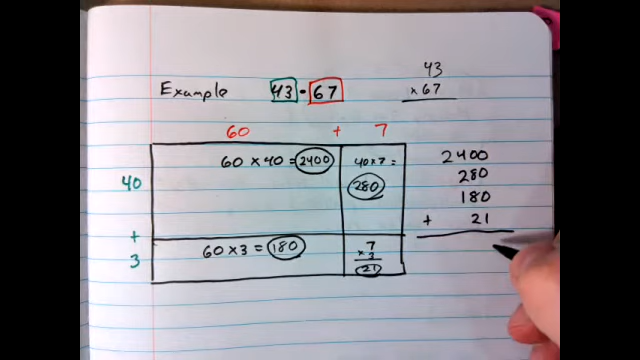 Example 43 • 67
43
× 67
60 + 7
40
+
3
60 × 40 = 2400
40 × 7 =
280
60 × 3 = 180
7
× 3
21
2400
280
180
+ 21